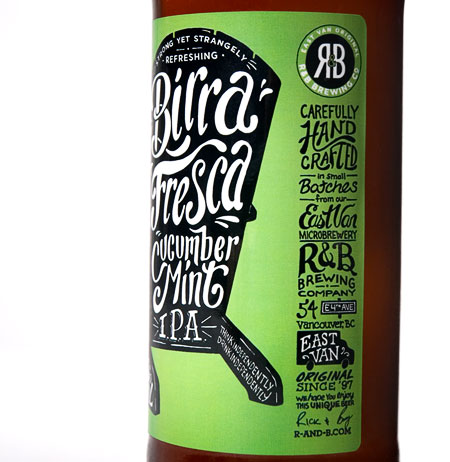 STRONG YET STRANGELY
REFRESHING
Birra
Fresca
Cucumber
Mint
I.P.A
THINK INDEPENDENTLY
DRINK INDEPENDENTLY
EAST VAN ORIGINAL
R&B
R&B BREWING CO
CAREFULLY
HAND
CRAFTED
in small
Batches
from our
East Van
MICROBREWERY
R&B
BREWING
COMPANY
54 E 4TH AVE
Vancouver, BC
EAST
VAN
ORIGINAL
SINCE '97
we hope you enjoy
THIS UNIQUE BEER
Rick & Bary
R-AND-B.COM